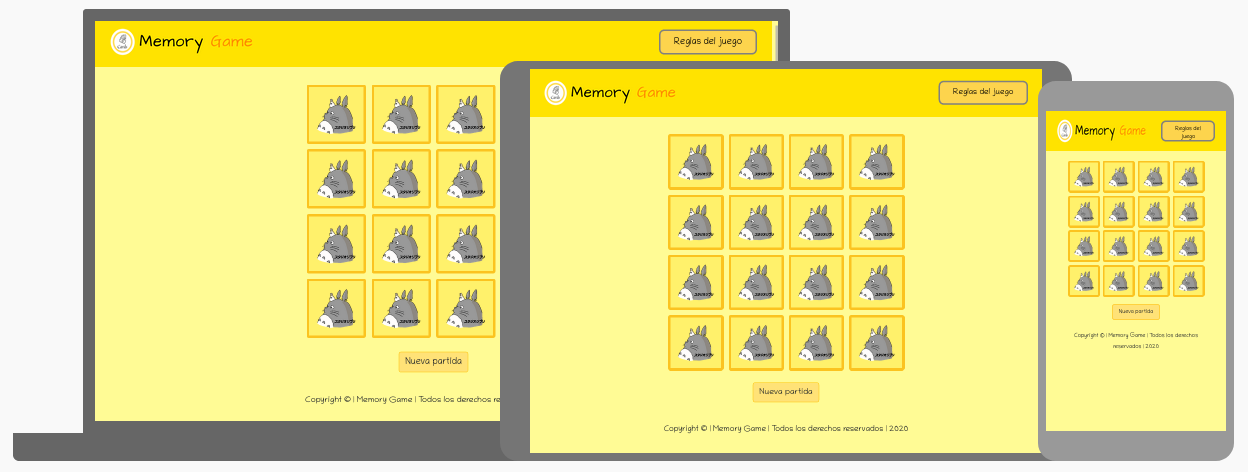 Memory Game
Reglas del juego
Nueva partida
Copyright © | Memory Game | Todos los derechos re
Memory Game
Reglas del juego
Nueva partida
Copyright © | Memory Game | Todos los derechos reservados | 2020
Memory Game
Reglas del
juego
Nueva partida
Copyright © | Memory Game | Todos los derechos
reservados | 2020